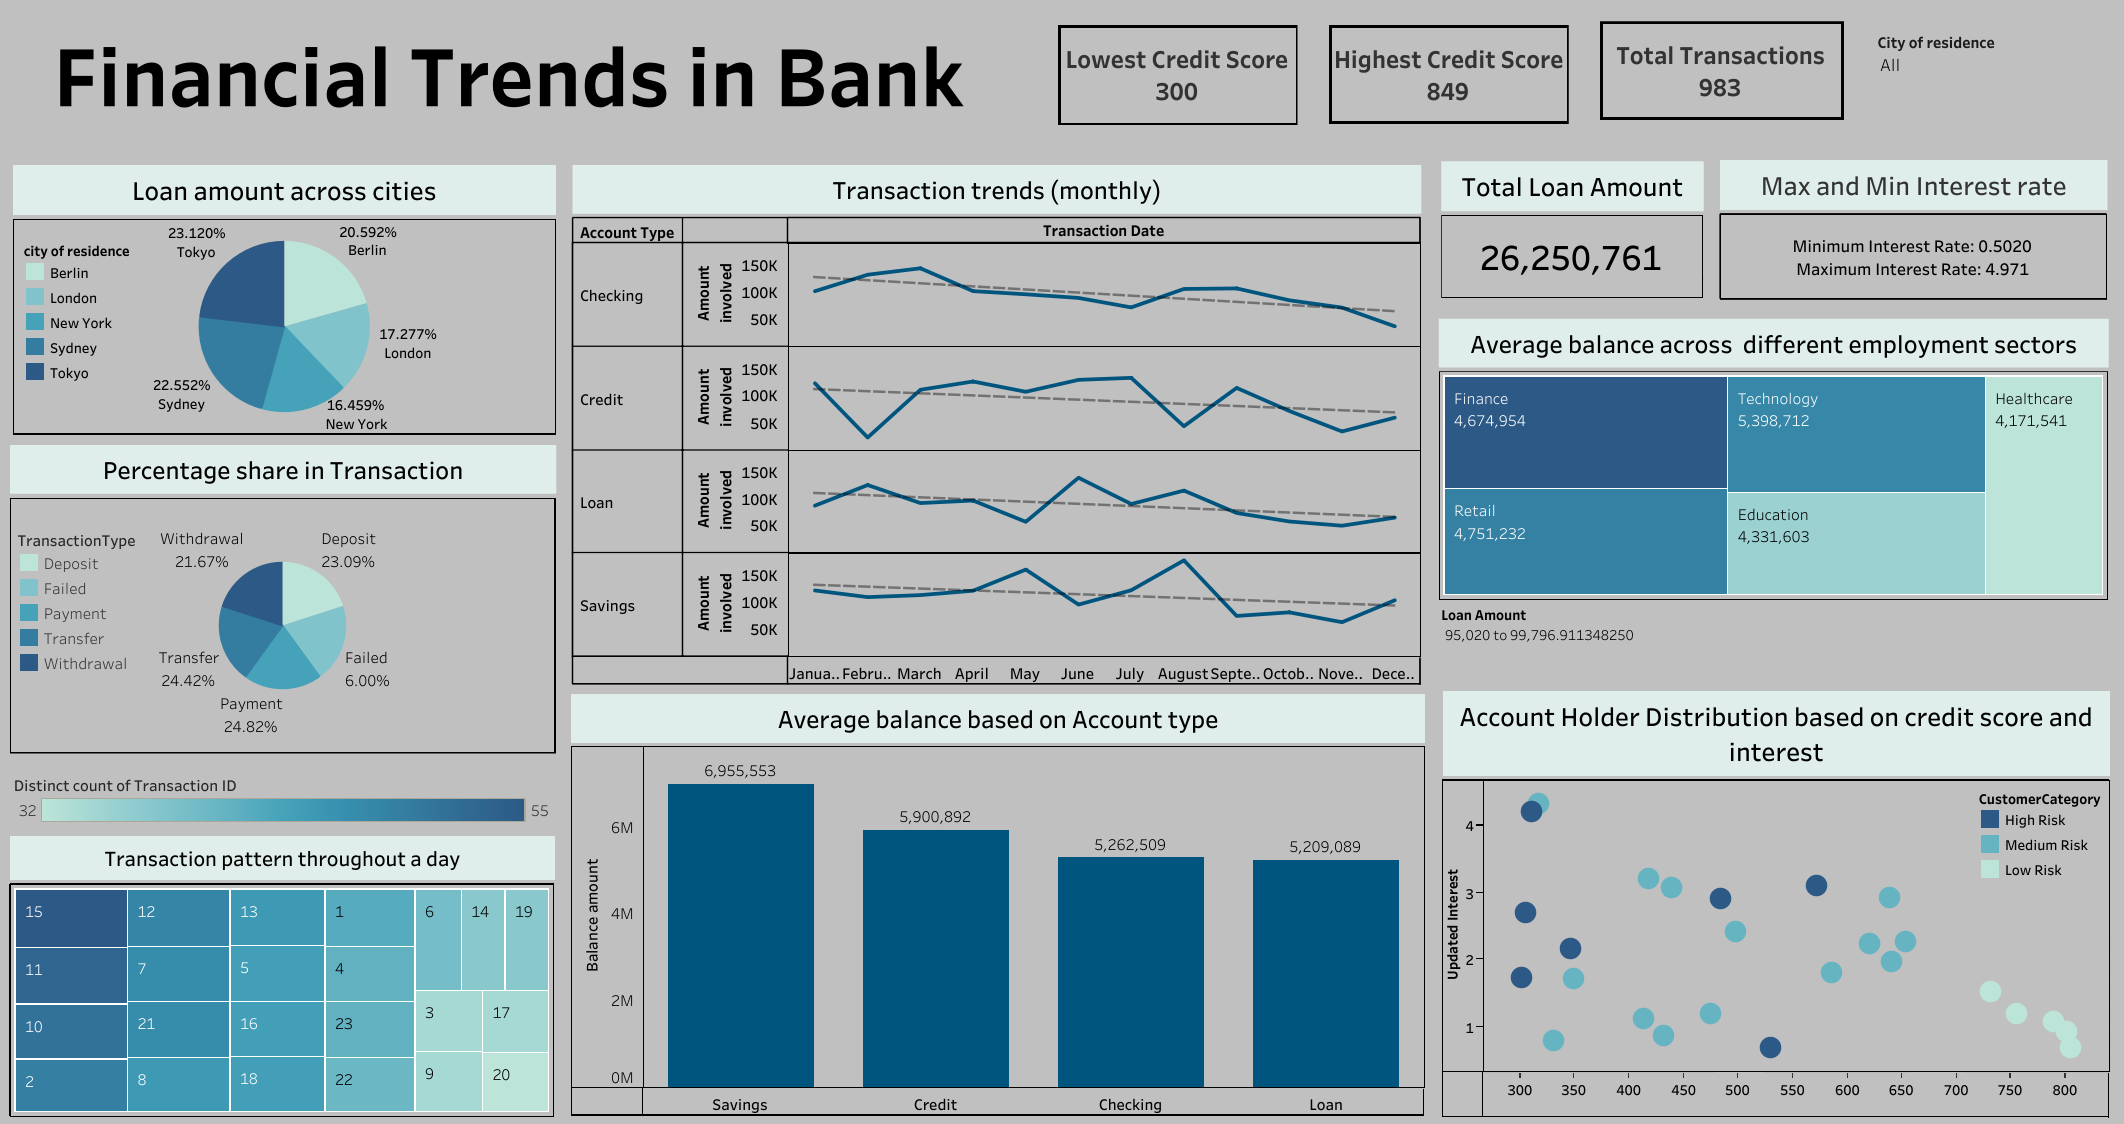 Financial Trends in Bank
Lowest Credit Score
300
Highest Credit Score
849
Total Transactions
983
City of residence
All
Loan amount across cities
city of residence
Berlin
London
New York
Sydney
Tokyo
23.120%
Tokyo
20.592%
Berlin
17.277%
London
22.552%
Sydney
16.459%
New York
Percentage share in Transaction
TransactionType
Deposit
Failed
Payment
Transfer
Withdrawal
Withdrawal
21.67%
Deposit
23.09%
Transfer
24.42%
Failed
6.00%
Payment
24.82%
Distinct count of Transaction ID
32
55
Transaction pattern throughout a day
15
12
13
1
6
14
19
11
7
5
4
10
21
16
23
3
17
2
8
18
22
9
20
Transaction trends (monthly)
Account Type
Transaction Date
Checking
Amount
involved
150K
100K
50K
Credit
Amount
involved
150K
100K
50K
Loan
Amount
involved
150K
100K
50K
Savings
Amount
involved
150K
100K
50K
Janua.. Febru.. March April May June July August Septe.. Octob.. Nove.. Dece..
Average balance based on Account type
Balance amount
6M
4M
2M
0M
6,955,553
5,900,892
5,262,509
5,209,089
Savings
Credit
Checking
Loan
Total Loan Amount
26,250,761
Max and Min Interest rate
Minimum Interest Rate: 0.5020
Maximum Interest Rate: 4.971
Average balance across different employment sectors
Finance
4,674,954
Technology
5,398,712
Healthcare
4,171,541
Retail
4,751,232
Education
4,331,603
Loan Amount
95,020 to 99,796.911348250
Account Holder Distribution based on credit score and
interest
CustomerCategory
High Risk
Medium Risk
Low Risk
Updated Interest
4
3
2
1
300 350 400 450 500 550 600 650 700 750 800